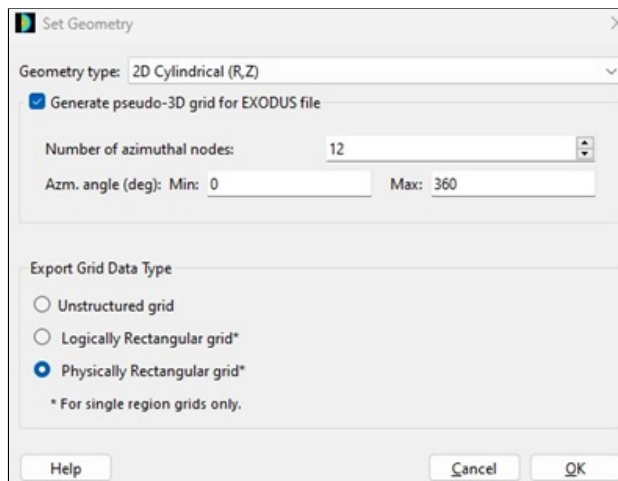 Set Geometry
Geometry type: 2D Cylindrical (R,Z)
Generate pseudo-3D grid for EXODUS file
Number of azimuthal nodes: 12
Azm. angle (deg): Min: 0 Max: 360
Export Grid Data Type
Unstructured grid
Logically Rectangular grid*
Physically Rectangular grid*
* For single region grids only.
Help Cancel OK